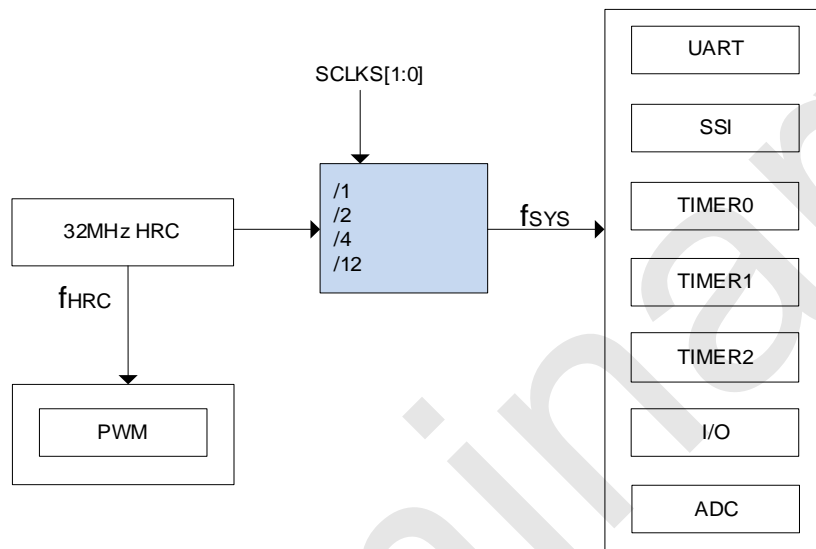 SCLKS[1:0]
32MHz HRC
fHRC
PWM
/1
/2
/4
/12
fSYS
UART
SSI
TIMER0
TIMER1
TIMER2
I/O
ADC